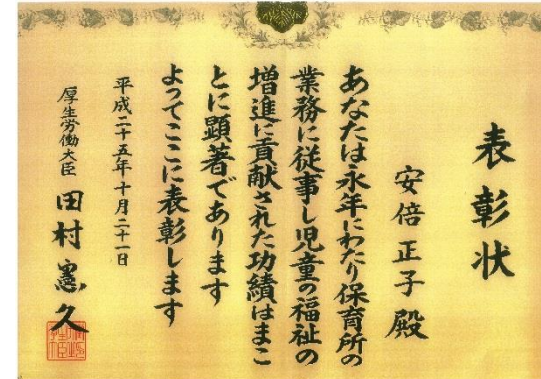 表彰状
安倍正子殿
あなたは永年にわたり保育所の
業務に従事し児童の福祉の
増進に貢献された功績はまこ
とに顕著であります
よってここに表彰します
平成二十五年十月二十一日
厚生労働大臣 田村憲久